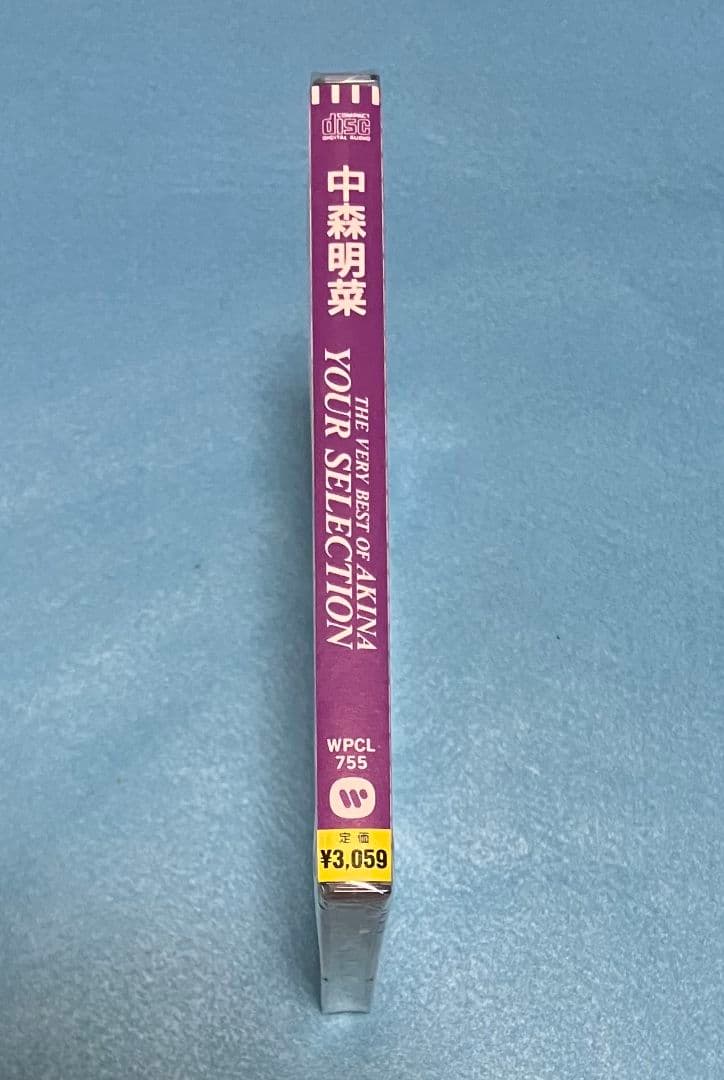 COMPACT
disc
DIGITAL AUDIO
中森明菜
THE VERY BEST OF AKINA
YOUR SELECTION
WPCL
755
定価
¥3,059